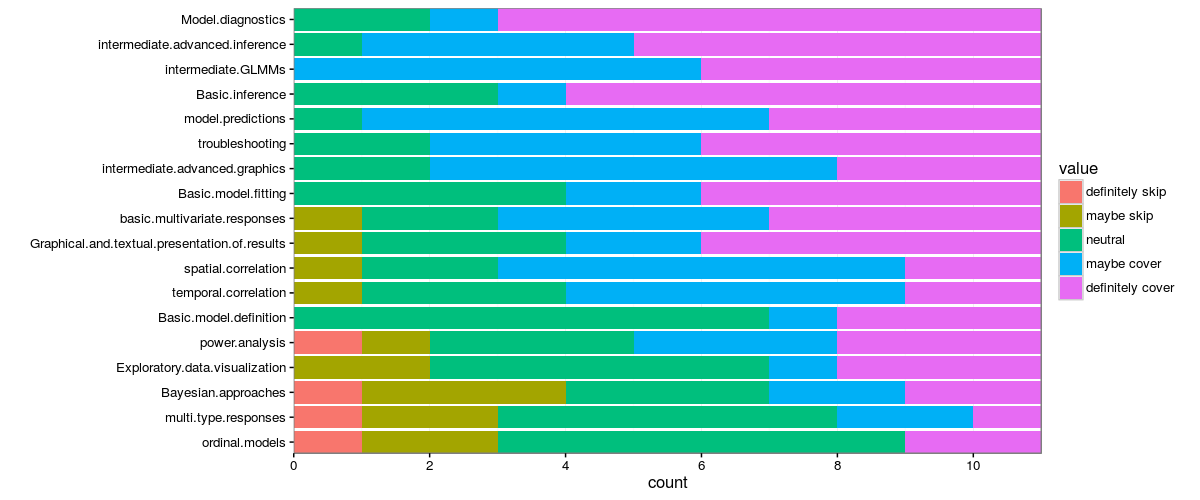 Model.diagnostics
intermediate.advanced.inference
intermediate.GLMMs
Basic.inference
model.predictions
troubleshooting
intermediate.advanced.graphics
Basic.model.fitting
basic.multivariate.responses
Graphical.and.textual.presentation.of.results
spatial.correlation
temporal.correlation
Basic.model.definition
power.analysis
Exploratory.data.visualization
Bayesian.approaches
multi.type.responses
ordinal.models
0 2 4 6 8 10
count
value
definitely skip
maybe skip
neutral
maybe cover
definitely cover